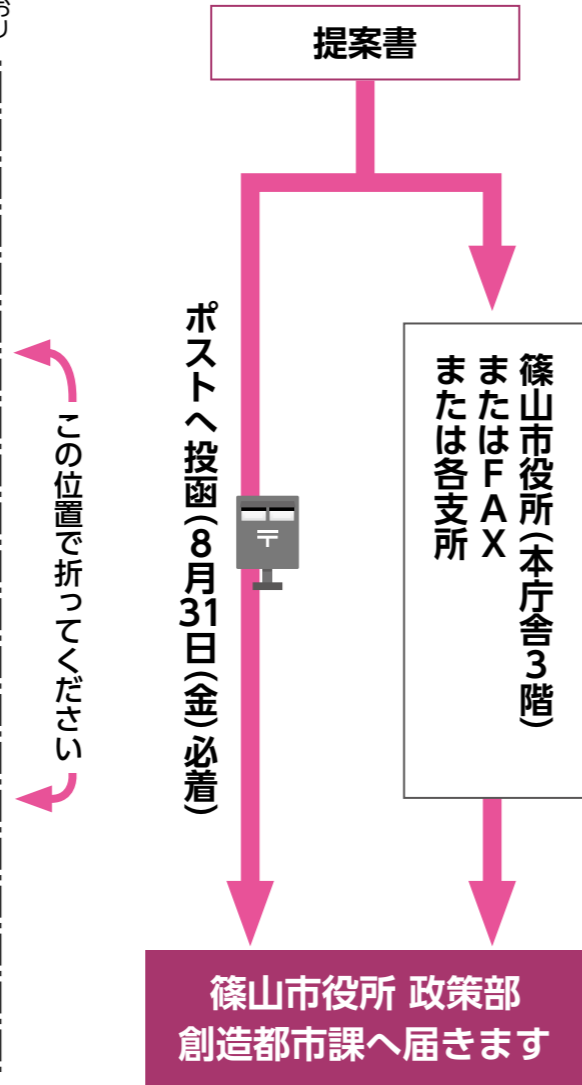 提案書
篠山市役所（本庁舎３階）
またはＦＡＸ
または各支所
ポストへ投函（8月31日（金）必着）
〒
この位置で折ってください
篠山市役所 政策部
創造都市課へ届きます